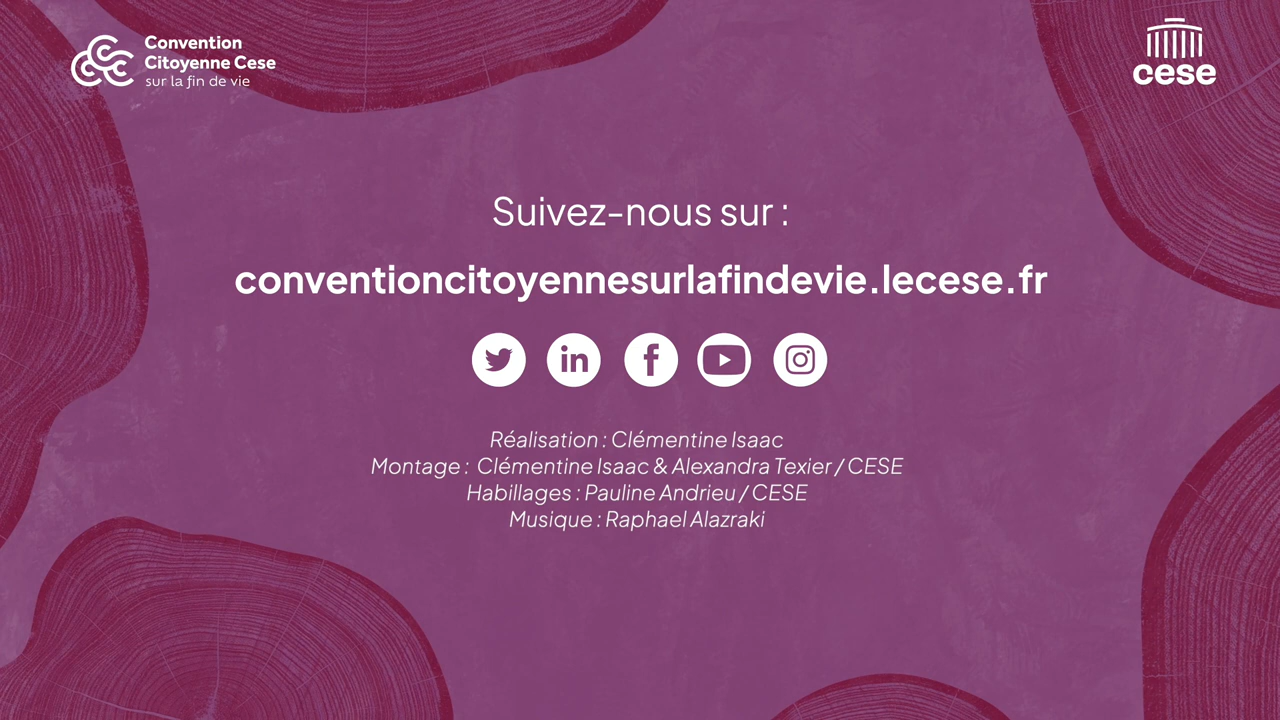 Convention
Citoyenne Cese
sur la fin de vie
cese
Suivez-nous sur :
conventioncitoyennesurlafindevie.lecese.fr
Réalisation : Clémentine Isaac
Montage : Clémentine Isaac & Alexandra Texier / CESE
Habillages : Pauline Andrieu / CESE
Musique : Raphael Alazraki